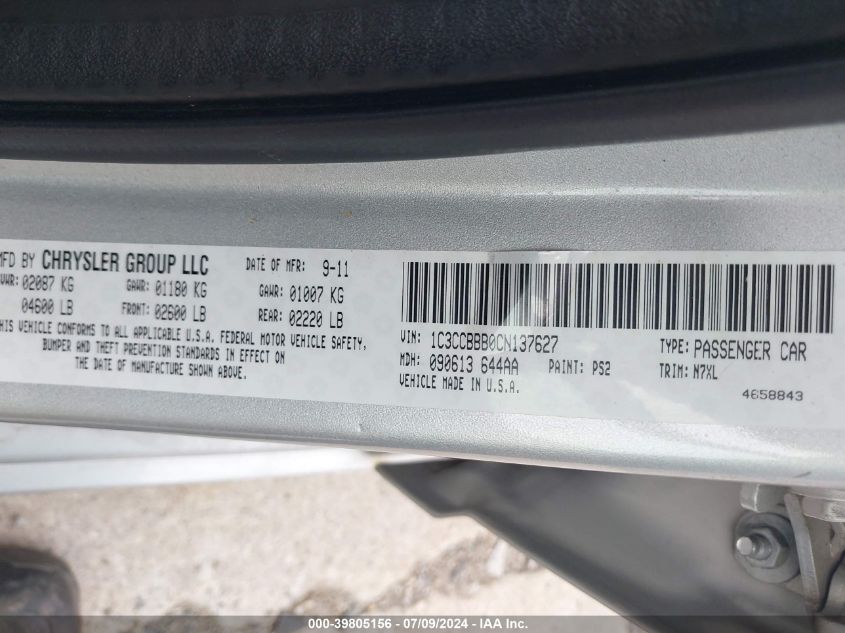 MFD BY CHRYSLER GROUP LLC DATE OF MFR: 9-11
GVWR: 02087 KG GAWR: 01180 KG GAWR: 01007 KG
04600 LB FRONT: 02600 LB REAR: 02220 LB
THIS VEHICLE CONFORMS TO ALL APPLICABLE U.S.A. FEDERAL MOTOR VEHICLE SAFETY,
BUMPER AND THEFT PREVENTION STANDARDS IN EFFECT ON
THE DATE OF MANUFACTURE SHOWN ABOVE.
VIN: 1C3CCBBB0CN137627 TYPE: PASSENGER CAR
MDH: 090613 644AA PAINT: PS2 TRIM: N7XL
VEHICLE MADE IN U.S.A. 4658843
000-39805156 - 07/09/2024 - IAA Inc.